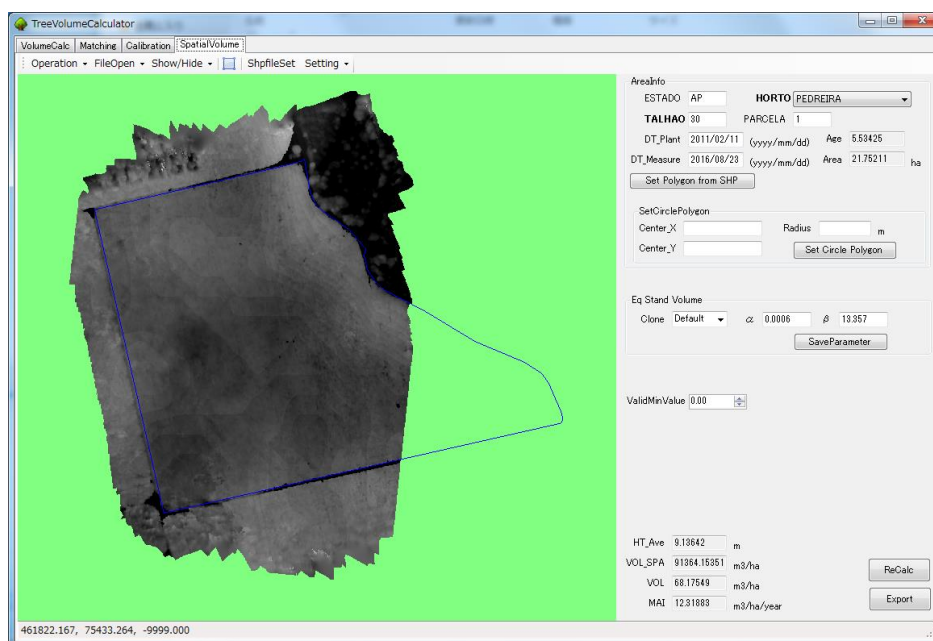 TreeVolumeCalculator
VolumeCalc Matching Calibration SpatialVolume
Operation FileOpen Show/Hide ShpfileSet Setting
AreaInfo
ESTADO AP HORTO PEDREIRA
TALHAO 30 PARCELA 1
DT_Plant 2011/02/11 (yyyy/mm/dd) Age 5.53425
DT_Measure 2016/08/23 (yyyy/mm/dd) Area 21.75211 ha
Set Polygon from SHP
SetCirclePolygon
Center_X Radius m
Center_Y Set Circle Polygon
Eq Stand Volume
Clone Default α 0.0006 β 13.357
SaveParameter
ValidMinValue 0.00
HT_Ave 9.13642 m
VOL_SPA 91364.15351 m3/ha
ReCalc
VOL 68.17549 m3/ha
MAI 12.31883 m3/ha/year
Export
461822.167, 75433.264, -9999.000